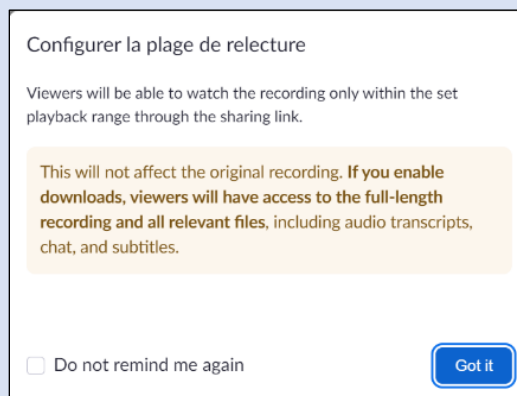 Configurer la plage de relecture
Viewers will be able to watch the recording only within the set
playback range through the sharing link.
This will not affect the original recording. If you enable
downloads, viewers will have access to the full-length
recording and all relevant files, including audio transcripts,
chat, and subtitles.
Do not remind me again
Got it